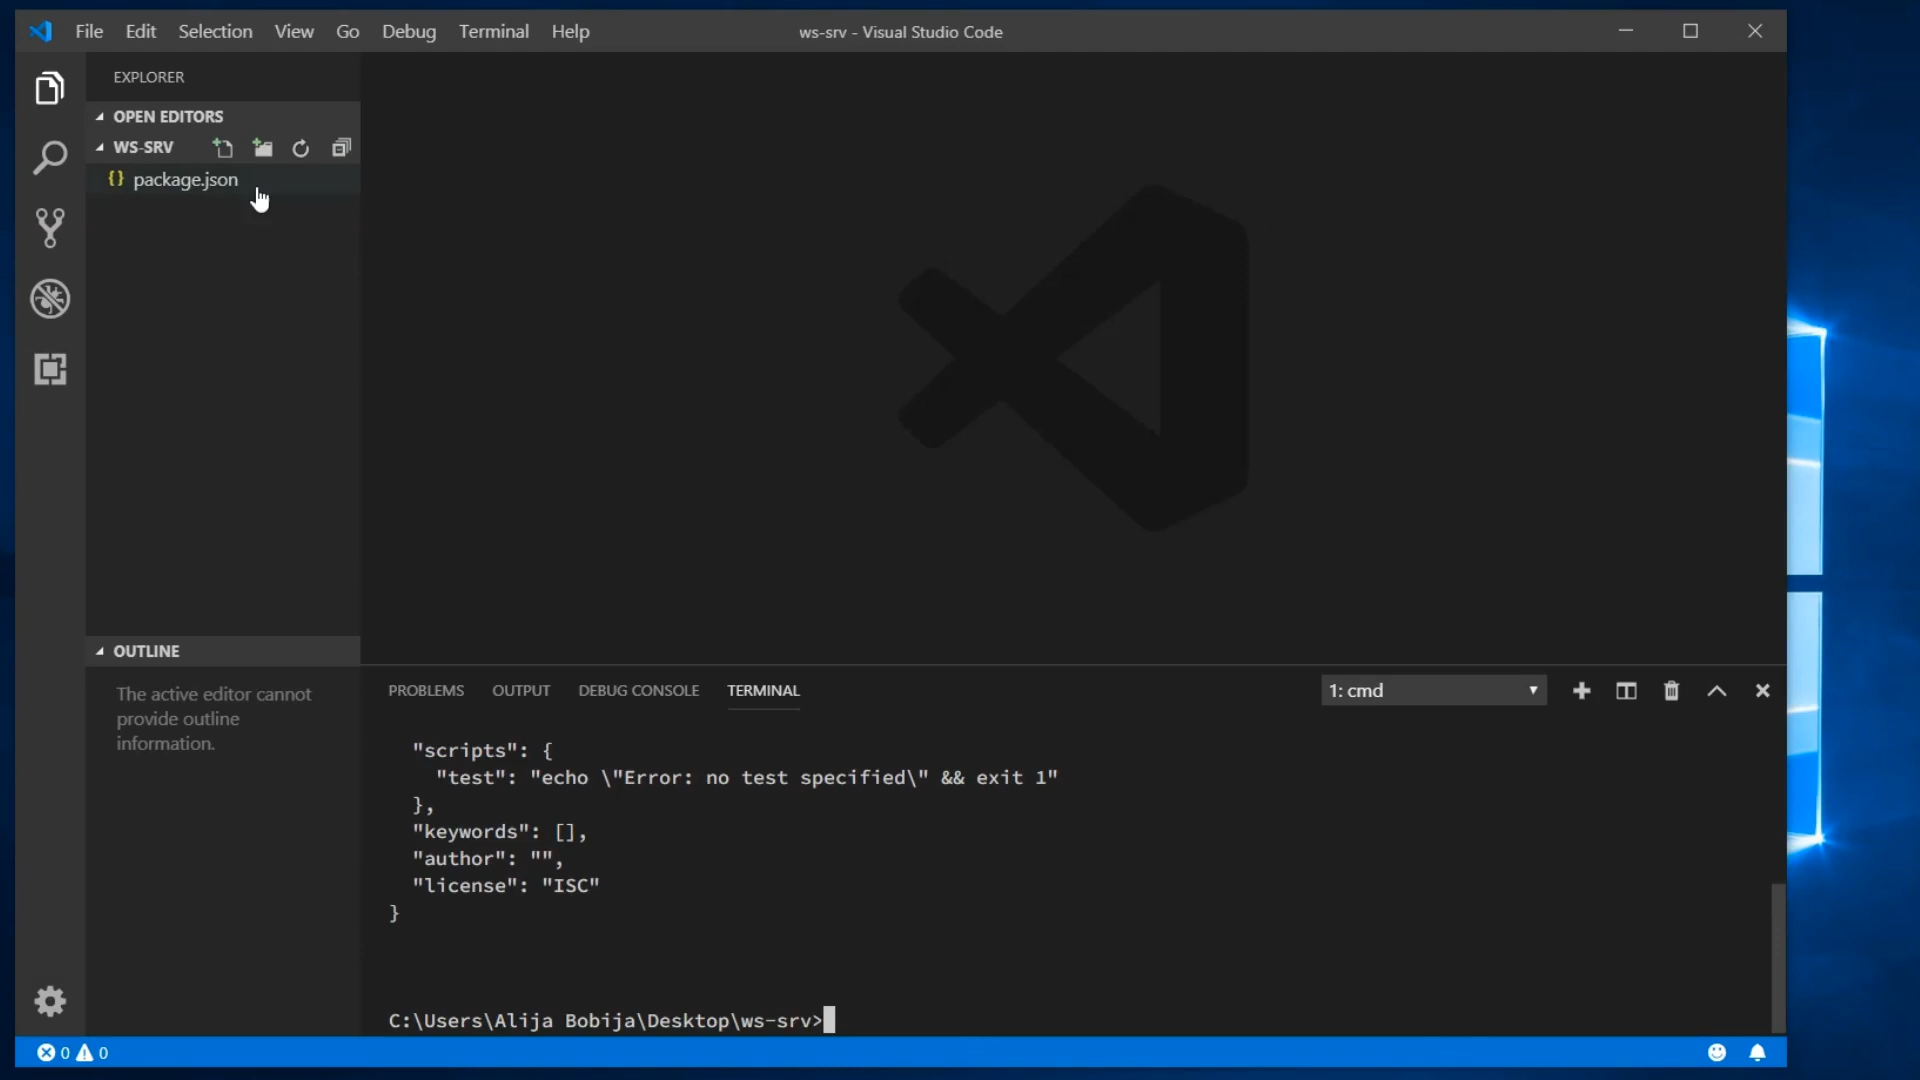 File Edit Selection View Go Debug Terminal Help
ws-srv - Visual Studio Code
EXPLORER
OPEN EDITORS
WS-SRV
{} package.json
OUTLINE
The active editor cannot
provide outline
information.
PROBLEMS OUTPUT DEBUG CONSOLE TERMINAL
1: cmd
"scripts": {
"test": "echo \"Error: no test specified\" && exit 1"
},
"keywords": [],
"author": "",
"license": "ISC"
}
C:\Users\Alija Bobija\Desktop\ws-srv>
0 0